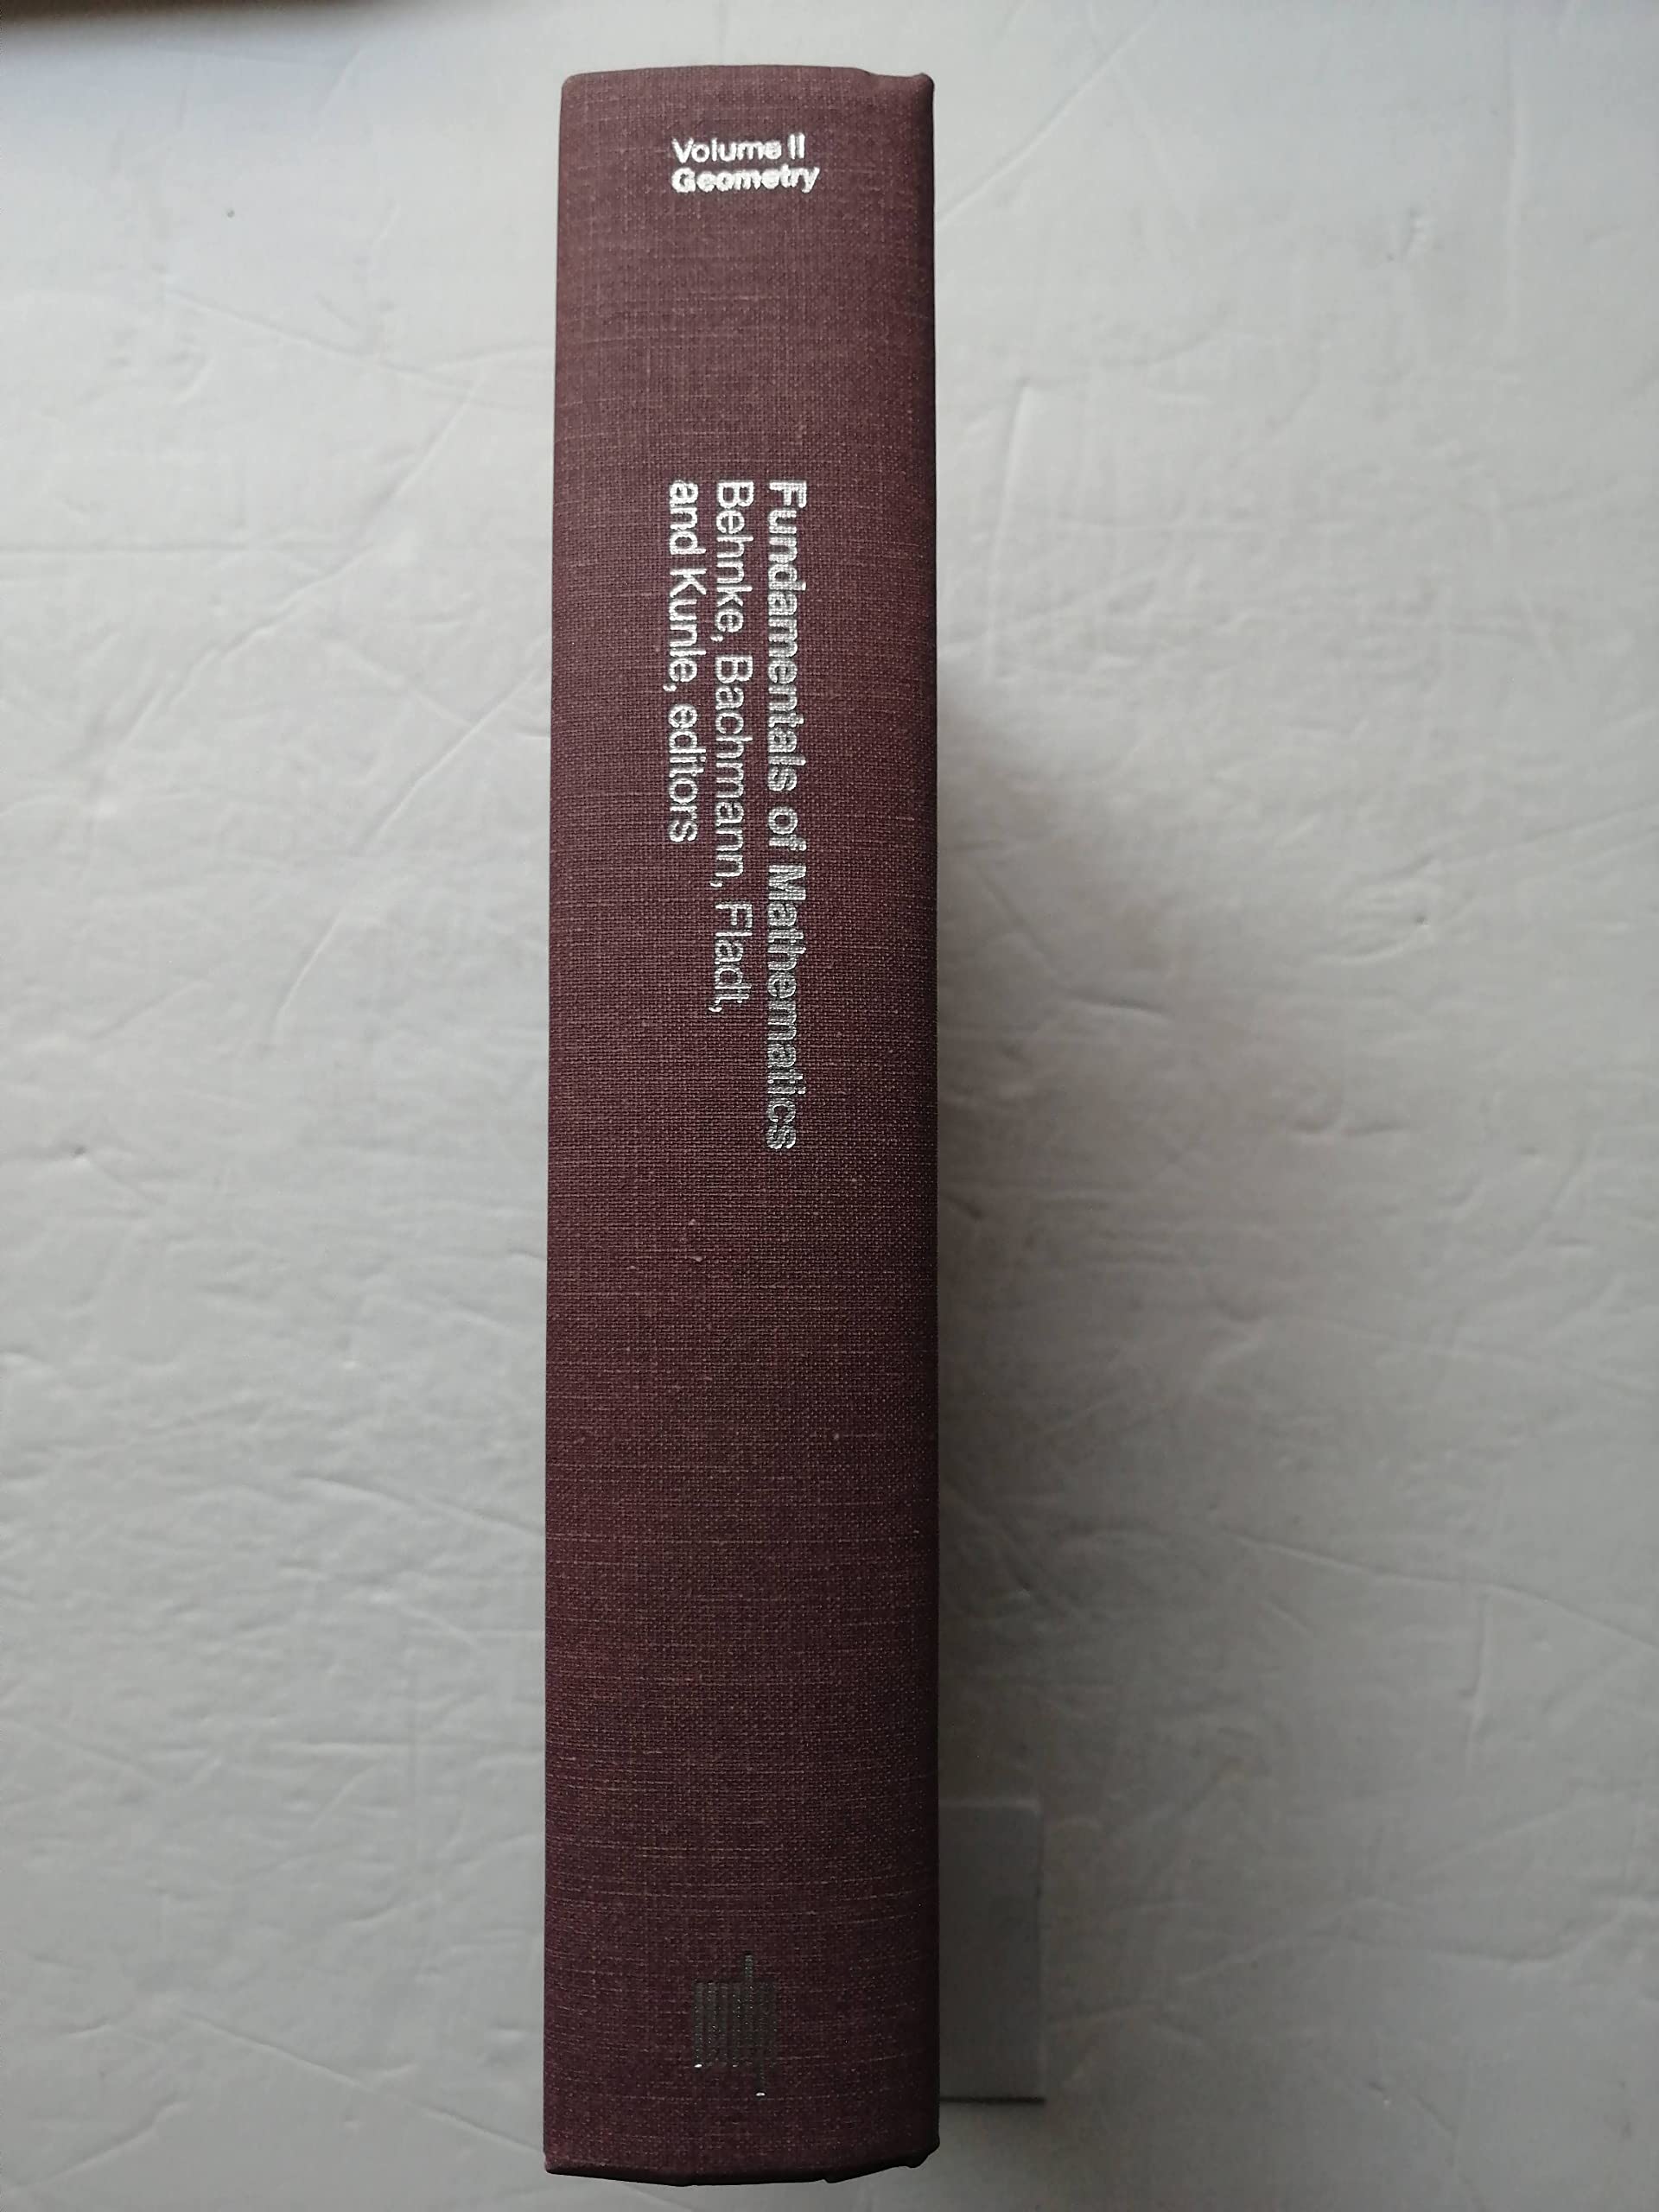 Volume II
Geometry
Fundamentals of Mathematics
Behnke, Bachmann, Fladt,
and Kunle, editors